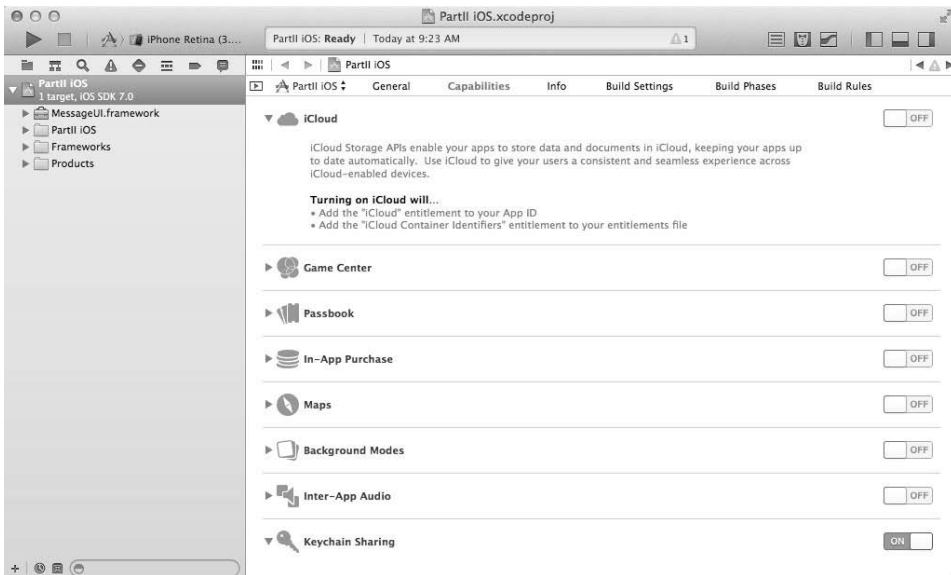 PartII iOS.xcodeproj
iPhone Retina (3....
PartII iOS: Ready | Today at 9:23 AM
1
PartII iOS
PartII iOS
1 target, iOS SDK 7.0
MessageUI.framework
PartII iOS
Frameworks
Products
PartII iOS
General
Capabilities
Info
Build Settings
Build Phases
Build Rules
iCloud
OFF
iCloud Storage APIs enable your apps to store data and documents in iCloud, keeping your apps up
to date automatically. Use iCloud to give your users a consistent and seamless experience across
iCloud-enabled devices.
Turning on iCloud will...
• Add the "iCloud" entitlement to your App ID
• Add the "iCloud Container Identifiers" entitlement to your entitlements file
Game Center
OFF
Passbook
OFF
In-App Purchase
OFF
Maps
OFF
Background Modes
OFF
Inter-App Audio
OFF
Keychain Sharing
ON